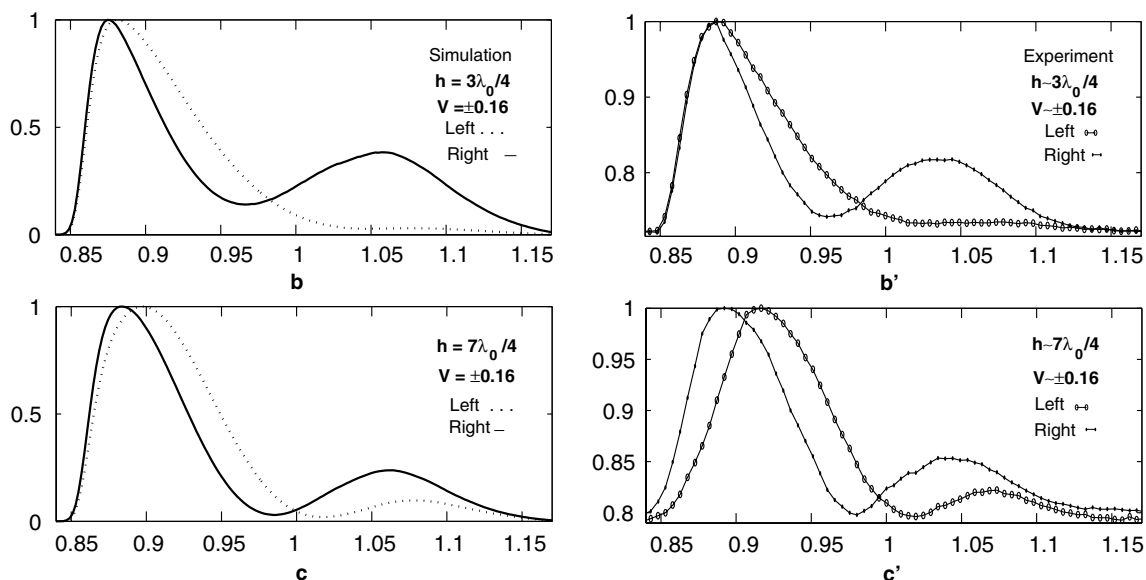 1
0.5
0
0.85 0.9 0.95 1 1.05 1.1 1.15
b
Simulation
h = 3λ0/4
V =±0.16
Left . . .
Right –
1
0.9
0.8
0.85 0.9 0.95 1.0 1.05 1.1 1.15
b’
Experiment
h~3λ0/4
V~±0.16
Left
Right
1
0.5
0
0.85 0.9 0.95 1 1.05 1.1 1.15
c
h = 7λ0/4
V = ±0.16
Left . . .
Right –
1
0.95
0.9
0.85
0.8
0.85 0.9 0.95 1.0 1.05 1.1 1.15
c’
h~7λ0/4
V~±0.16
Left
Right